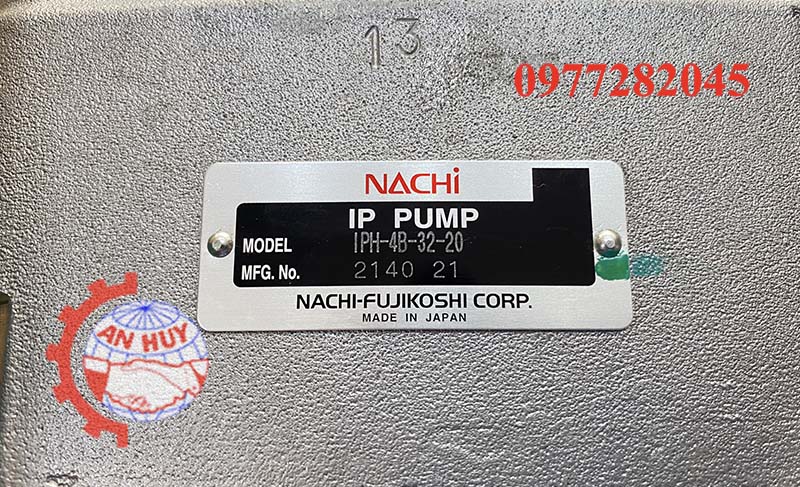 13
0977282045
NACHi
IP PUMP
MODEL IPH-4B-32-20
MFG. No. 2140 21
NACHI-FUJIKOSHI CORP.
MADE IN JAPAN
AN HUY